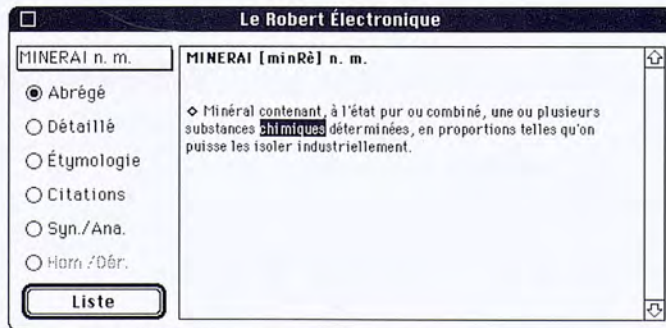 Le Robert Électronique
MINERAI n. m.
Abrégé
Détaillé
Étymologie
Citations
Syn./Ana.
Hom./Dér.
Liste
MINERAI [minRè] n. m.
◇ Minéral contenant, à l'état pur ou combiné, une ou plusieurs
substances chimiques déterminées, en proportions telles qu'on
puisse les isoler industriellement.